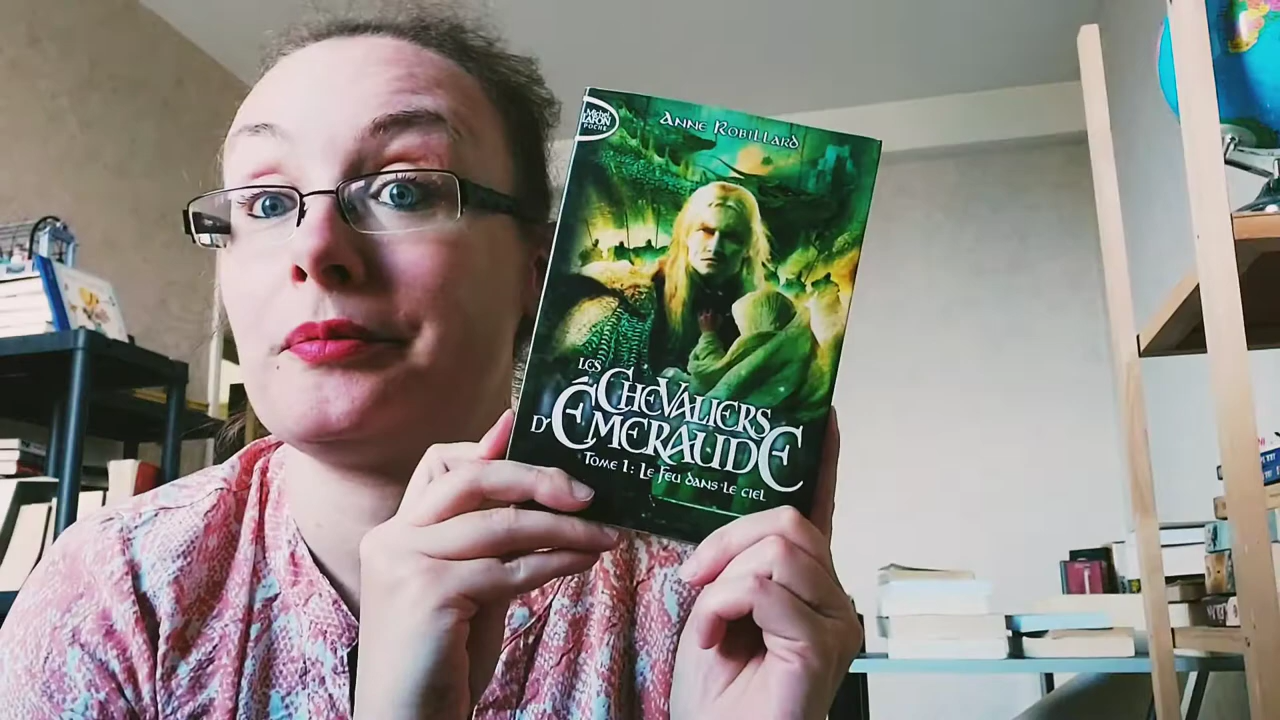 Michel
LAFON
POCHE
ANNE ROBILLARD
LES
CHEVALIERS
D'ÉMERAUDE
TOME 1 : LE FEU DANS LE CIEL